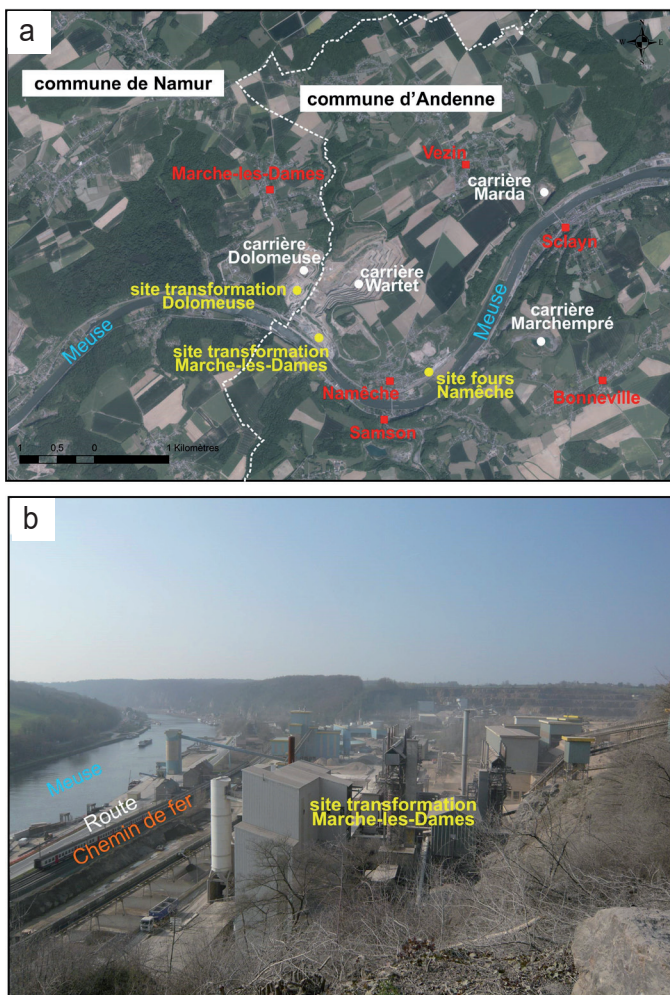 a
N
W
E
S
commune de Namur
commune d'Andenne
Vezin
Marche-les-Dames
carrière
Marda
Sclayn
carrière
Dolomeuse
carrière
Wartet
site transformation
Dolomeuse
Meuse
carrière
Marchempré
Meuse
site transformation
Marche-les-Dames
site fours
Namêche
Namêche
Bonneville
Samson
1 0,5 0 1 Kilomètres
b
Meuse
Route
Chemin de fer
site transformation
Marche-les-Dames